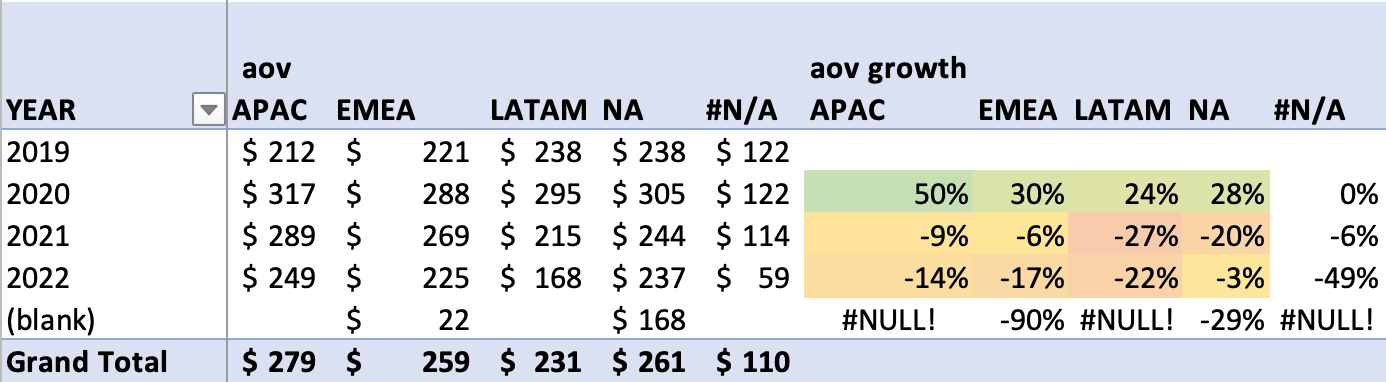 aov aov growth
YEAR APAC EMEA LATAM NA #N/A APAC EMEA LATAM NA #N/A
2019 $ 212 $ 221 $ 238 $ 238 $ 122
2020 $ 317 $ 288 $ 295 $ 305 $ 122 50% 30% 24% 28% 0%
2021 $ 289 $ 269 $ 215 $ 244 $ 114 -9% -6% -27% -20% -6%
2022 $ 249 $ 225 $ 168 $ 237 $ 59 -14% -17% -22% -3% -49%
(blank) $ 22 $ 168 #NULL! -90% #NULL! -29% #NULL!
Grand Total $ 279 $ 259 $ 231 $ 261 $ 110